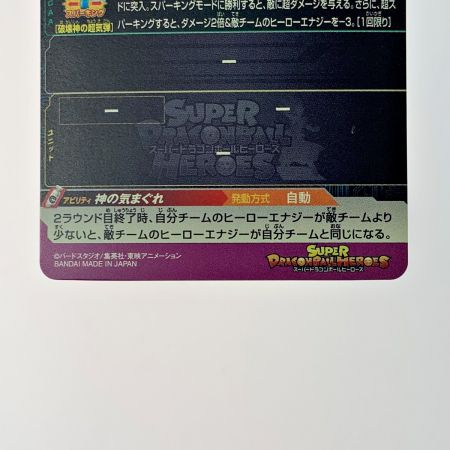 CAA
スパーキング
[破壊神の超気弾]
ドに突入。スパーキングモードに勝利すると、敵に超ダメージを与える。さらに、超ス
パーキングすると、ダメージ2倍&敵チームのヒーローエナジーを-3。[1回限り]
ユニット
SUPER
DRAGONBALL
スーパードラゴンボールヒーローズ
HEROES
アビリティ 神の気まぐれ 発動方式 自動
2ラウンド目終了時、自分チームのヒーローエナジーが敵チームより
少ないと、敵チームのヒーローエナジーが自分チームと同じになる。
©バードスタジオ/集英社・東映アニメーション
BANDAI MADE IN JAPAN
SUPER
DRAGONBALL HEROES
スーパードラゴンボールヒーローズ